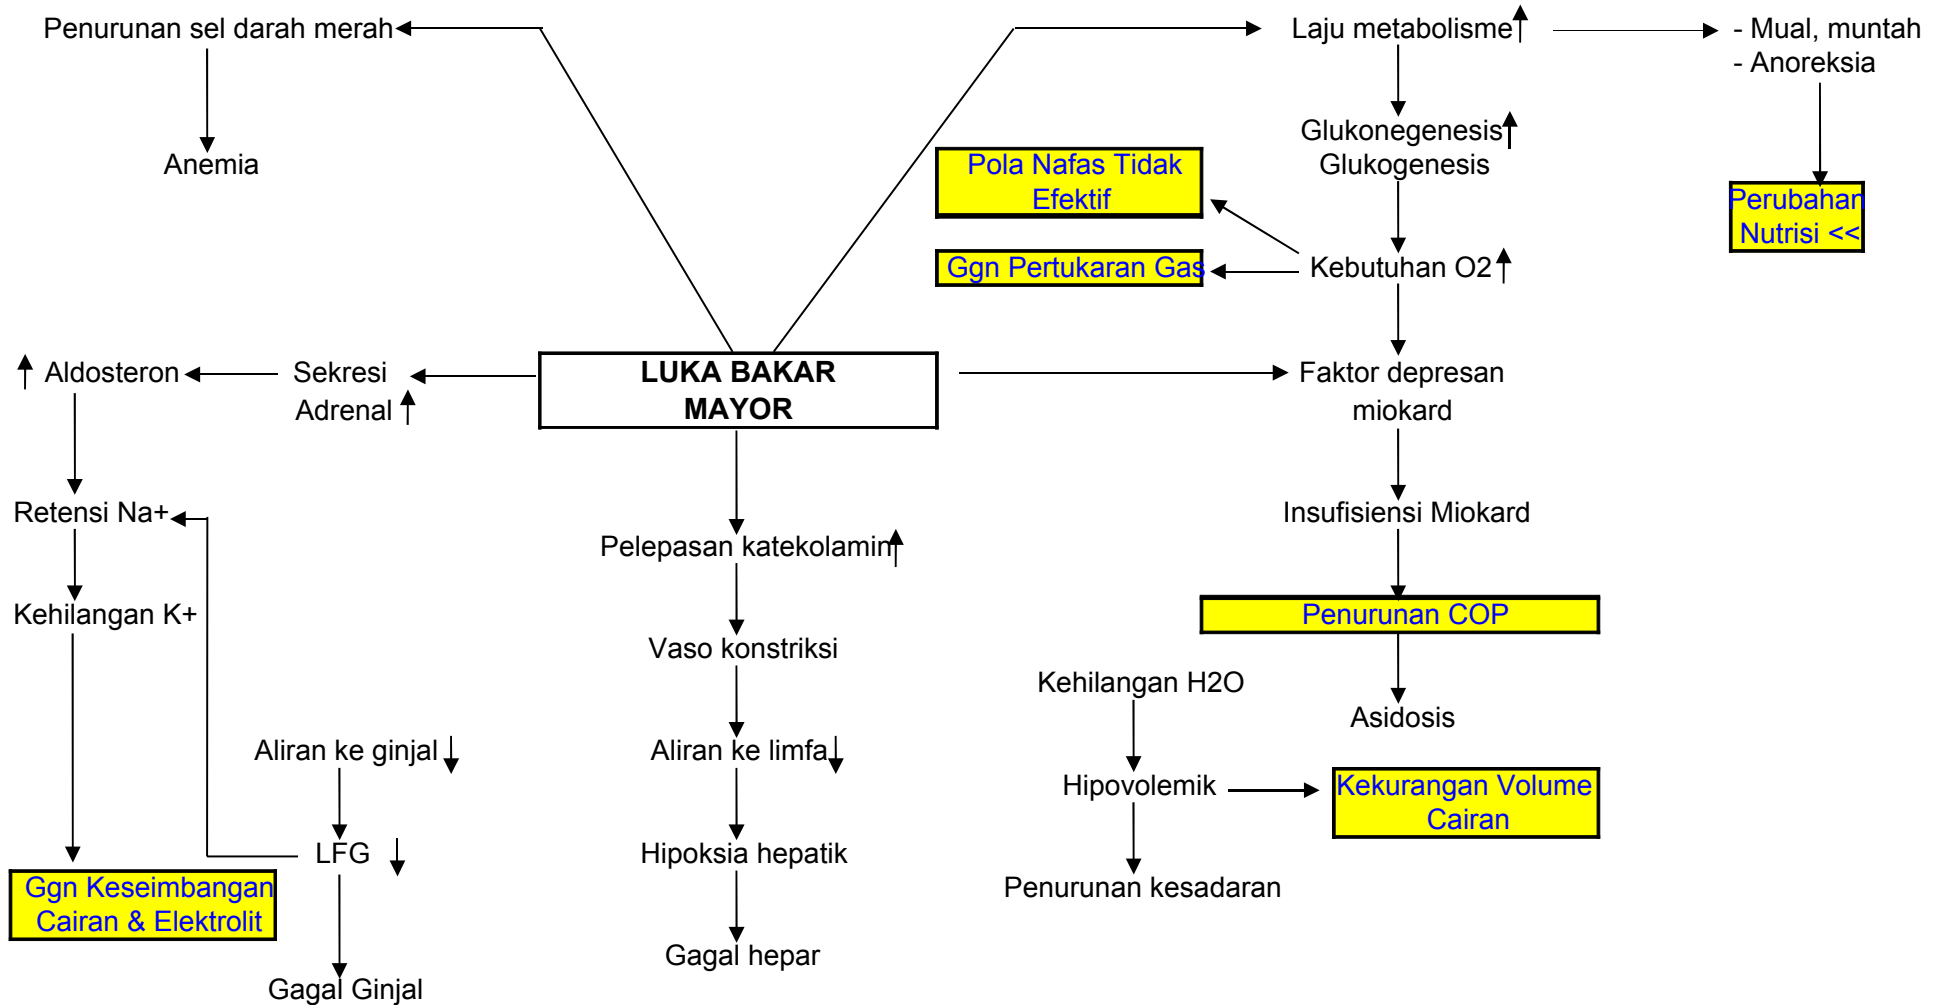 Penurunan sel darah merah
Laju metabolisme
- Mual, muntah
- Anoreksia
Anemia
Glukonegenesis
Glukogenesis
Pola Nafas Tidak
Efektif
Perubahan
Nutrisi <<
Ggn Pertukaran Gas
Kebutuhan O2
Aldosteron
Sekresi
Adrenal
LUKA BAKAR
MAYOR
Faktor depresan
miokard
Retensi Na+
Pelepasan katekolamin
Insufisiensi Miokard
Kehilangan K+
Vaso konstriksi
Penurunan COP
Kehilangan H2O
Asidosis
Aliran ke ginjal
Aliran ke limfa
Hipovolemik
Kekurangan Volume
Cairan
LFG
Hipoksia hepatik
Penurunan kesadaran
Ggn Keseimbangan
Cairan & Elektrolit
Gagal hepar
Gagal Ginjal